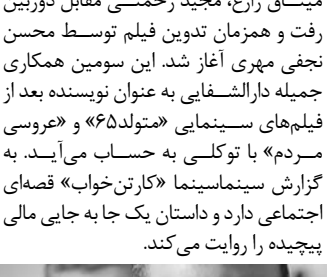 میثاق زارع، مجید رحمتی مقابل دوربین
رفت و همزمان تدوین فیلم توسط محسن
نجفی مهری آغاز شد. این سومین همکاری
جمیله دارالشفایی به عنوان نویسنده بعد از
فیلم‌های سینمایی «متولد۶۵» و «عروسی
مردم» با توکلی به حساب می‌آید. به
گزارش سینماسینما «کارتن‌خواب» قصه‌ای
اجتماعی دارد و داستان یک جا به جایی مالی
پیچیده را روایت می‌کند.